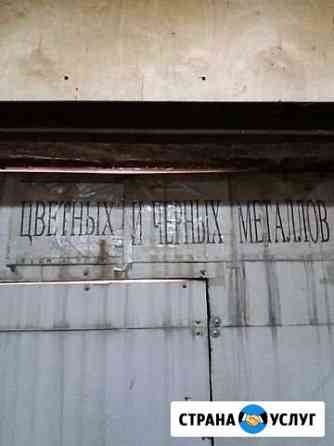 ЦВЕТНЫХ И ЧЕРНЫХ МЕТАЛЛОВ
СТРАНА УСЛУГ